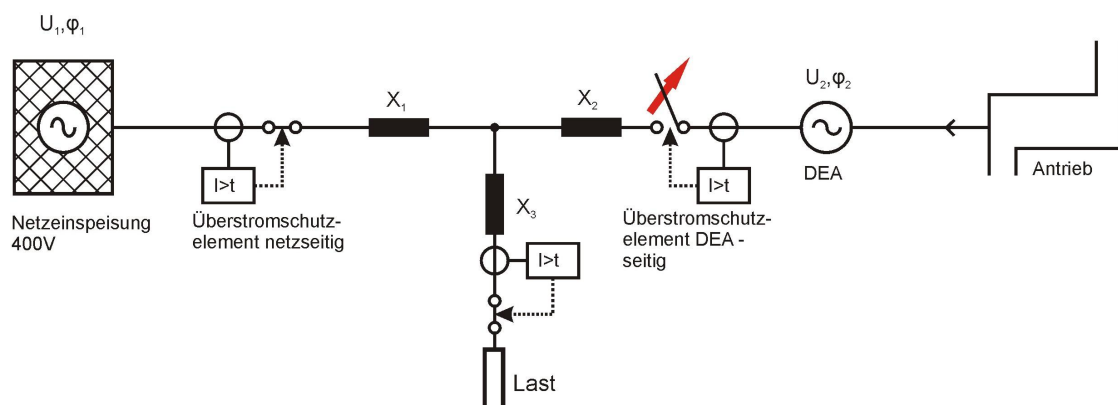 U₁,φ₁
U₂,φ₂
X₁
X₂
I>t
I>t
DEA
Antrieb
Netzeinspeisung
400V
Überstromschutz-
element netzseitig
X₃
I>t
Überstromschutz-
element DEA -
seitig
Last